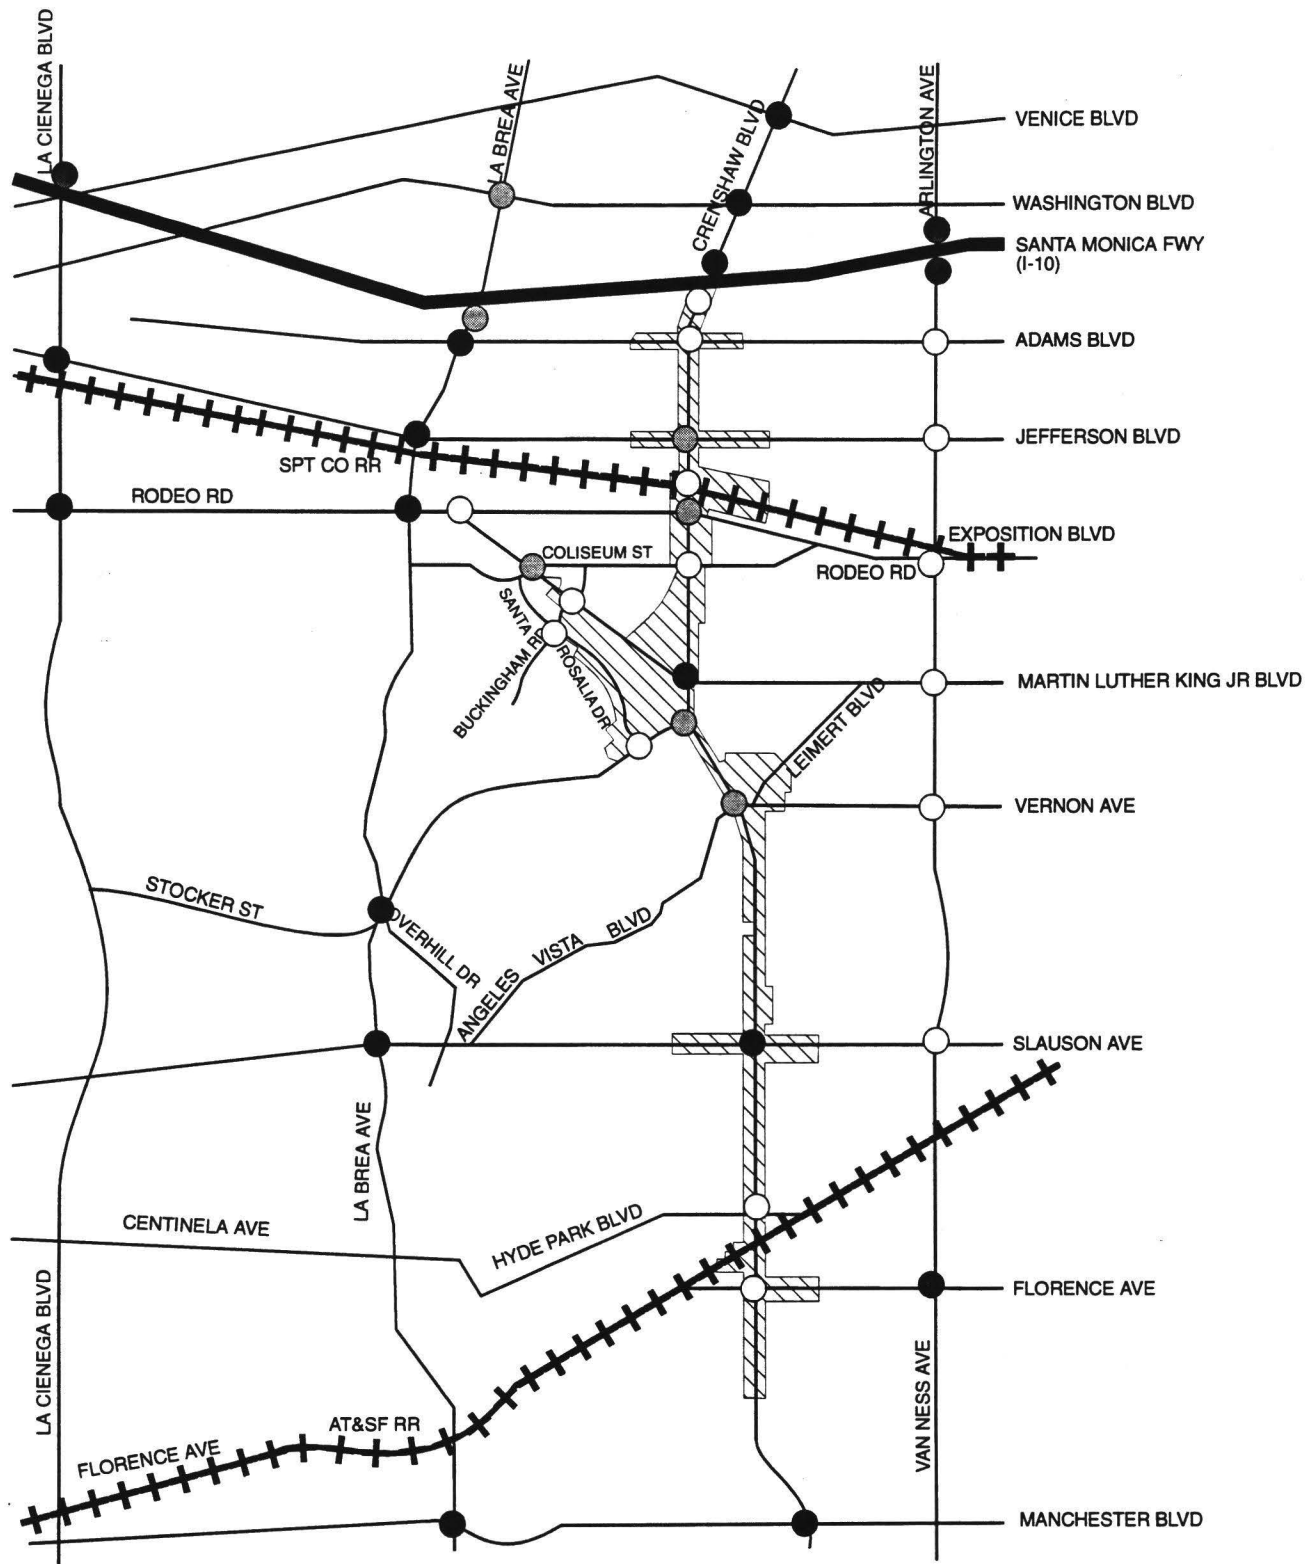 LA CIENEGA BLVD
LA BREA AVE
CRENSHAW BLVD
ARLINGTON AVE
VENICE BLVD
WASHINGTON BLVD
SANTA MONICA FWY
(I-10)
ADAMS BLVD
JEFFERSON BLVD
SPT CO RR
RODEO RD
EXPOSITION BLVD
COLISEUM ST
RODEO RD
SANTA ROSALIA DR
BUCKINGHAM RD
MARTIN LUTHER KING JR BLVD
LEIMERT BLVD
VERNON AVE
STOCKER ST
OVERHILL DR
ANGELES VISTA BLVD
SLAUSON AVE
LA BREA AVE
CENTINELA AVE
HYDE PARK BLVD
FLORENCE AVE
LA CIENEGA BLVD
VAN NESS AVE
AT&SF RR
FLORENCE AVE
MANCHESTER BLVD